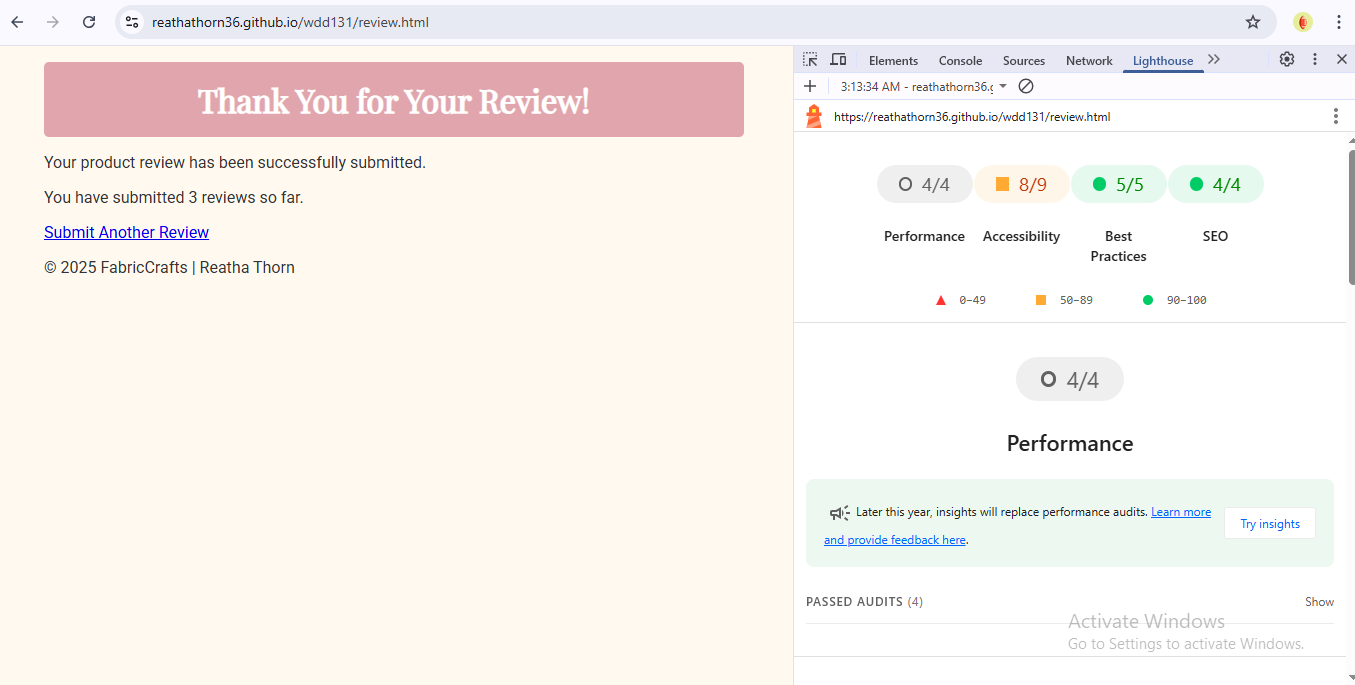 reathathorn36.github.io/wdd131/review.html
Thank You for Your Review!
Your product review has been successfully submitted.
You have submitted 3 reviews so far.
Submit Another Review
© 2025 FabricCrafts | Reatha Thorn
Elements Console Sources Network Lighthouse
3:13:34 AM - reathathorn36.g
https://reathathorn36.github.io/wdd131/review.html
4/4 8/9 5/5 4/4
Performance Accessibility Best Practices SEO
0–49 50–89 90–100
4/4
Performance
Later this year, insights will replace performance audits. Learn more
and provide feedback here.
Try insights
PASSED AUDITS (4) Show
Activate Windows
Go to Settings to activate Windows.